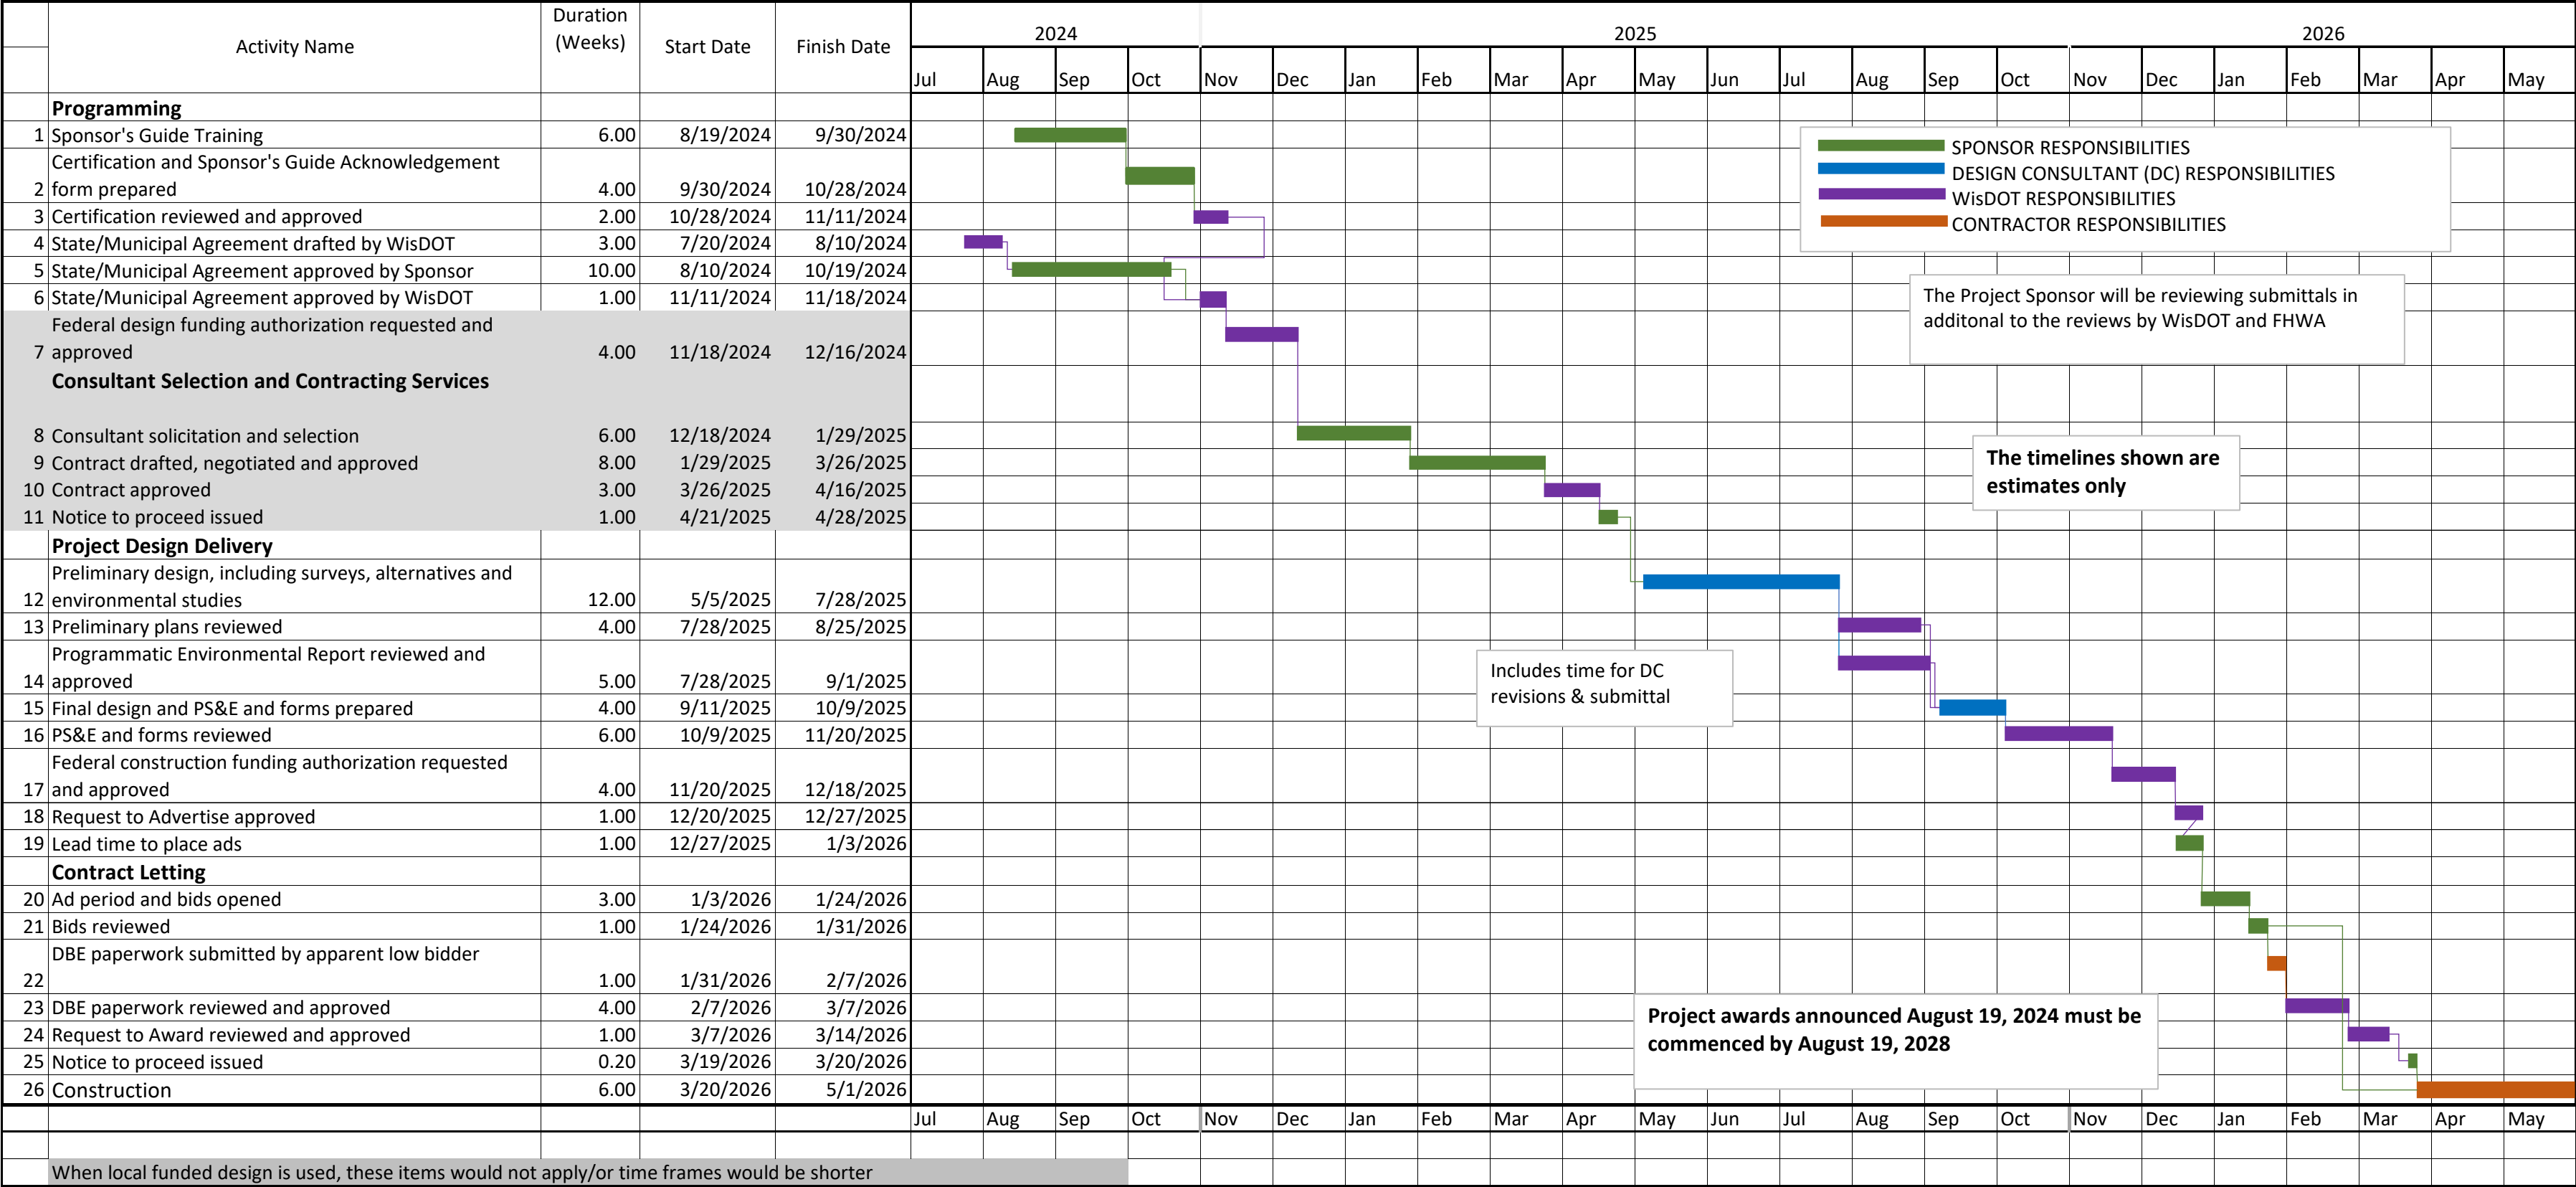 Activity Name Duration (Weeks) Start Date Finish Date 2024 2025 2026
Jul Aug Sep Oct Nov Dec Jan Feb Mar Apr May Jun Jul Aug Sep Oct Nov Dec Jan Feb Mar Apr May
Programming
1 Sponsor's Guide Training 6.00 8/19/2024 9/30/2024
Certification and Sponsor's Guide Acknowledgement
2 form prepared 4.00 9/30/2024 10/28/2024
3 Certification reviewed and approved 2.00 10/28/2024 11/11/2024
4 State/Municipal Agreement drafted by WisDOT 3.00 7/20/2024 8/10/2024
5 State/Municipal Agreement approved by Sponsor 10.00 8/10/2024 10/19/2024
6 State/Municipal Agreement approved by WisDOT 1.00 11/11/2024 11/18/2024
Federal design funding authorization requested and
7 approved 4.00 11/18/2024 12/16/2024
Consultant Selection and Contracting Services
8 Consultant solicitation and selection 6.00 12/18/2024 1/29/2025
9 Contract drafted, negotiated and approved 8.00 1/29/2025 3/26/2025
10 Contract approved 3.00 3/26/2025 4/16/2025
11 Notice to proceed issued 1.00 4/21/2025 4/28/2025
Project Design Delivery
Preliminary design, including surveys, alternatives and
12 environmental studies 12.00 5/5/2025 7/28/2025
13 Preliminary plans reviewed 4.00 7/28/2025 8/25/2025
Programmatic Environmental Report reviewed and
14 approved 5.00 7/28/2025 9/1/2025
15 Final design and PS&E and forms prepared 4.00 9/11/2025 10/9/2025
16 PS&E and forms reviewed 6.00 10/9/2025 11/20/2025
Federal construction funding authorization requested
17 and approved 4.00 11/20/2025 12/18/2025
18 Request to Advertise approved 1.00 12/20/2025 12/27/2025
19 Lead time to place ads 1.00 12/27/2025 1/3/2026
Contract Letting
20 Ad period and bids opened 3.00 1/3/2026 1/24/2026
21 Bids reviewed 1.00 1/24/2026 1/31/2026
DBE paperwork submitted by apparent low bidder
22 1.00 1/31/2026 2/7/2026
23 DBE paperwork reviewed and approved 4.00 2/7/2026 3/7/2026
24 Request to Award reviewed and approved 1.00 3/7/2026 3/14/2026
25 Notice to proceed issued 0.20 3/19/2026 3/20/2026
26 Construction 6.00 3/20/2026 5/1/2026
SPONSOR RESPONSIBILITIES
DESIGN CONSULTANT (DC) RESPONSIBILITIES
WisDOT RESPONSIBILITIES
CONTRACTOR RESPONSIBILITIES
The Project Sponsor will be reviewing submittals in
additonal to the reviews by WisDOT and FHWA
The timelines shown are
estimates only
Includes time for DC
revisions & submittal
Project awards announced August 19, 2024 must be
commenced by August 19, 2028
Jul Aug Sep Oct Nov Dec Jan Feb Mar Apr May Jun Jul Aug Sep Oct Nov Dec Jan Feb Mar Apr May
When local funded design is used, these items would not apply/or time frames would be shorter